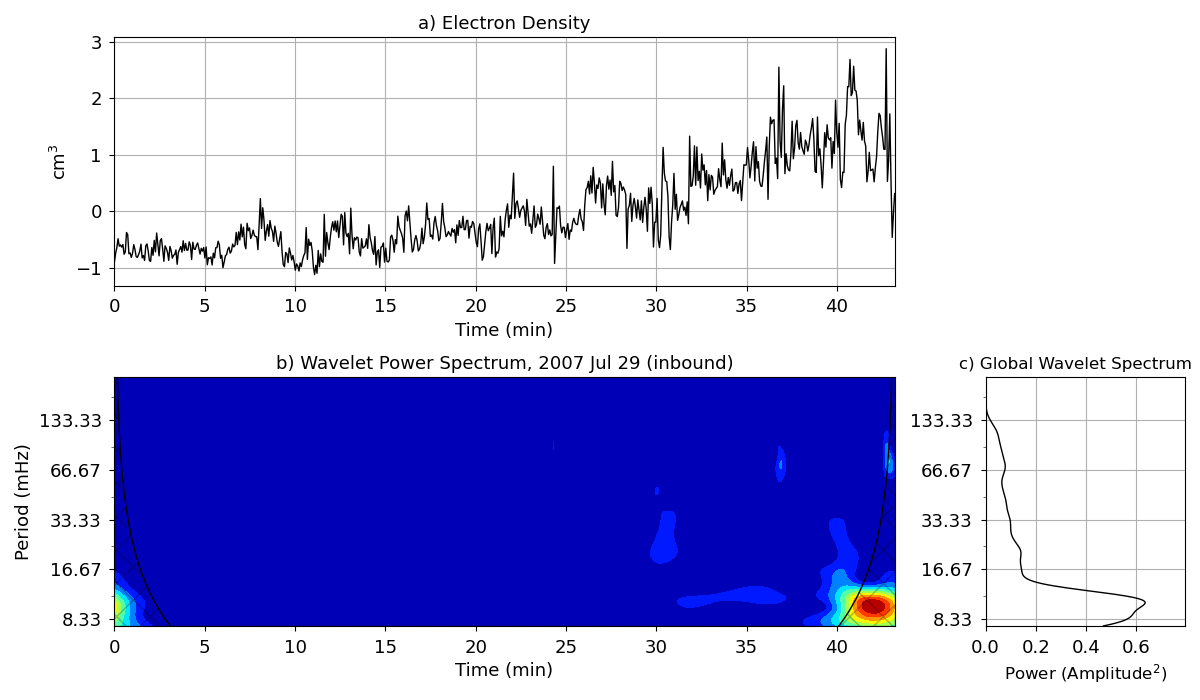 a) Electron Density
3
2
1
0
−1
cm³
0 5 10 15 20 25 30 35 40
Time (min)
b) Wavelet Power Spectrum, 2007 Jul 29 (inbound)
c) Global Wavelet Spectrum
133.33
66.67
33.33
16.67
8.33
Period (mHz)
0 5 10 15 20 25 30 35 40
Time (min)
133.33
66.67
33.33
16.67
8.33
0.0 0.2 0.4 0.6
Power (Amplitude²)